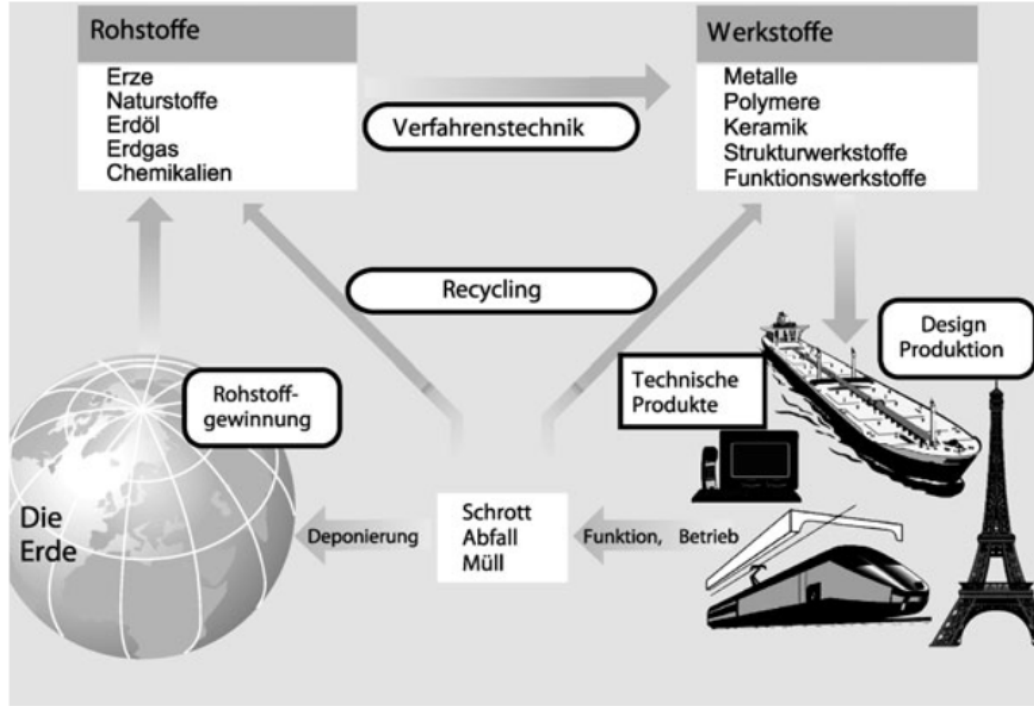 Rohstoffe
Erze
Naturstoffe
Erdöl
Erdgas
Chemikalien
Verfahrenstechnik
Werkstoffe
Metalle
Polymere
Keramik
Strukturwerkstoffe
Funktionswerkstoffe
Recycling
Design
Produktion
Technische
Produkte
Rohstoff-
gewinnung
Die
Erde
Deponierung
Schrott
Abfall
Müll
Funktion, Betrieb